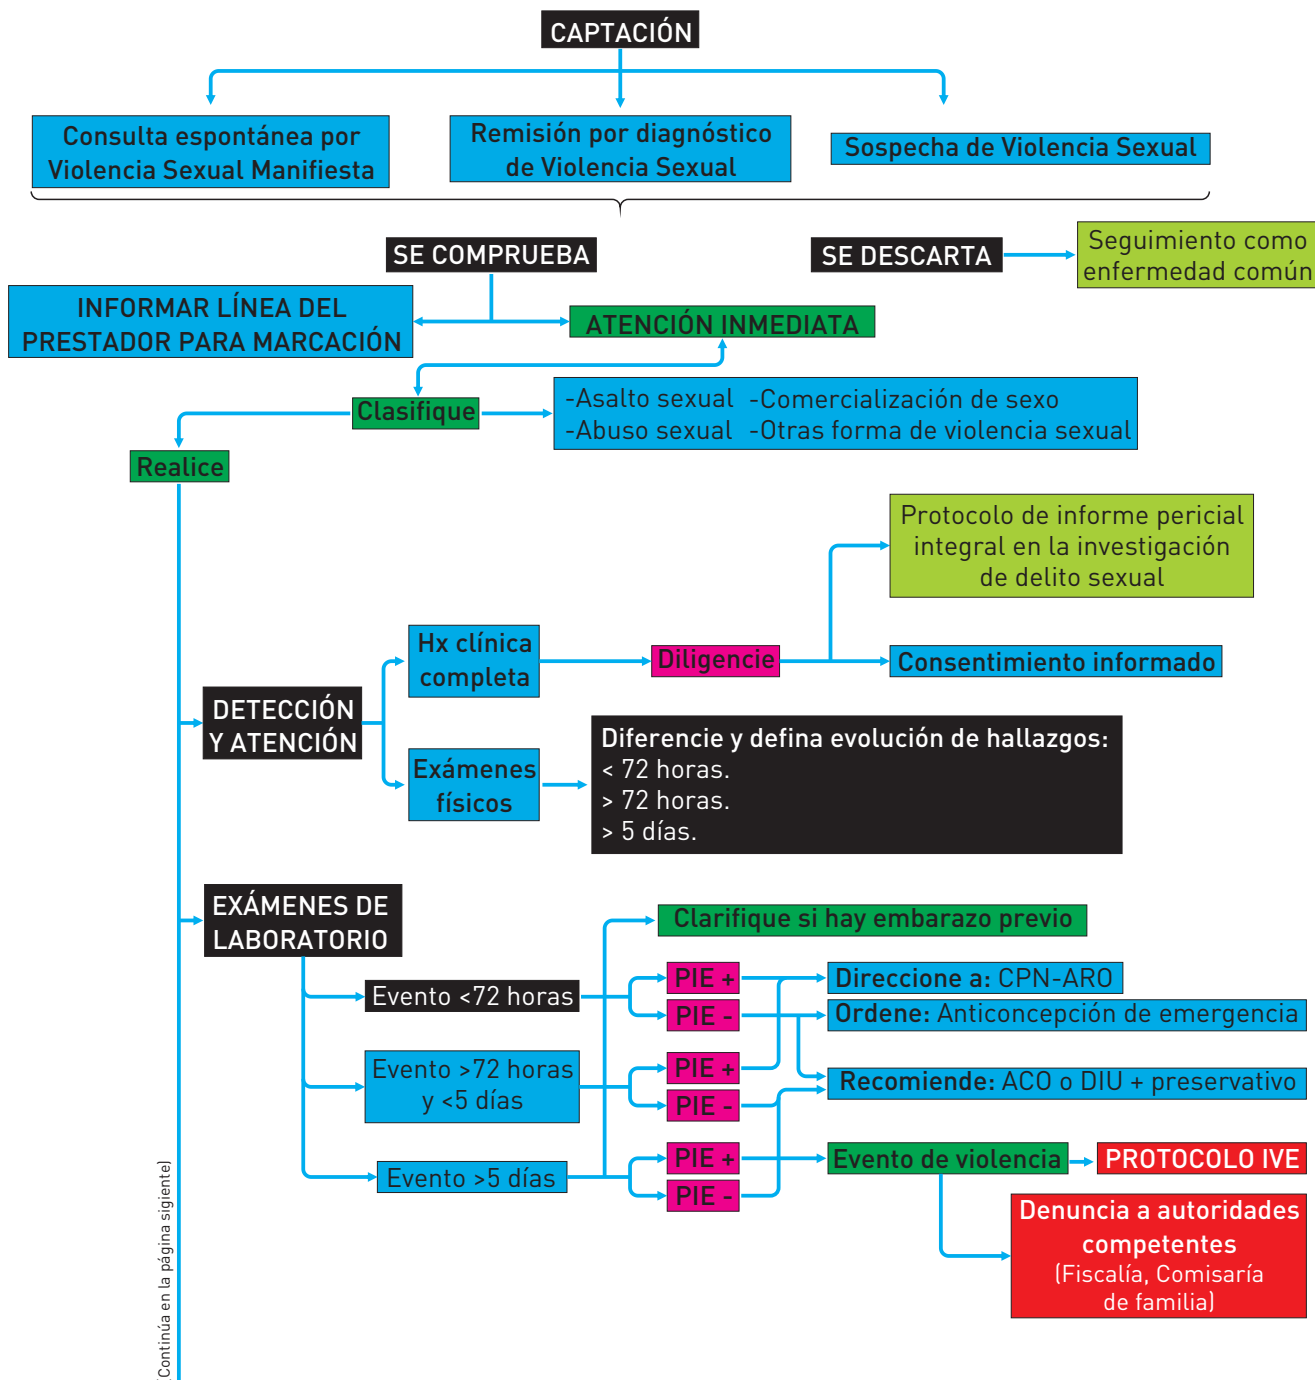 CAPTACIÓN
Consulta espontánea por
Violencia Sexual Manifiesta
Remisión por diagnóstico
de Violencia Sexual
Sospecha de Violencia Sexual
SE COMPRUEBA
SE DESCARTA
Seguimiento como
enfermedad común
INFORMAR LÍNEA DEL
PRESTADOR PARA MARCACIÓN
ATENCIÓN INMEDIATA
Clasifique
-Asalto sexual -Comercialización de sexo
-Abuso sexual -Otras forma de violencia sexual
Realice
Protocolo de informe pericial
integral en la investigación
de delito sexual
Hx clínica
completa
Diligencie
Consentimiento informado
DETECCIÓN
Y ATENCIÓN
Exámenes
físicos
Diferencie y defina evolución de hallazgos:
< 72 horas.
> 72 horas.
> 5 días.
EXÁMENES DE
LABORATORIO
Clarifique si hay embarazo previo
Evento <72 horas
PIE +
PIE -
Direccione a: CPN-ARO
Ordene: Anticoncepción de emergencia
Evento >72 horas
y <5 días
PIE +
PIE -
Recomiende: ACO o DIU + preservativo
Evento >5 días
PIE +
PIE -
Evento de violencia
PROTOCOLO IVE
Denuncia a autoridades
competentes
(Fiscalía, Comisaría
de familia)
(Continúa en la página sigiente)